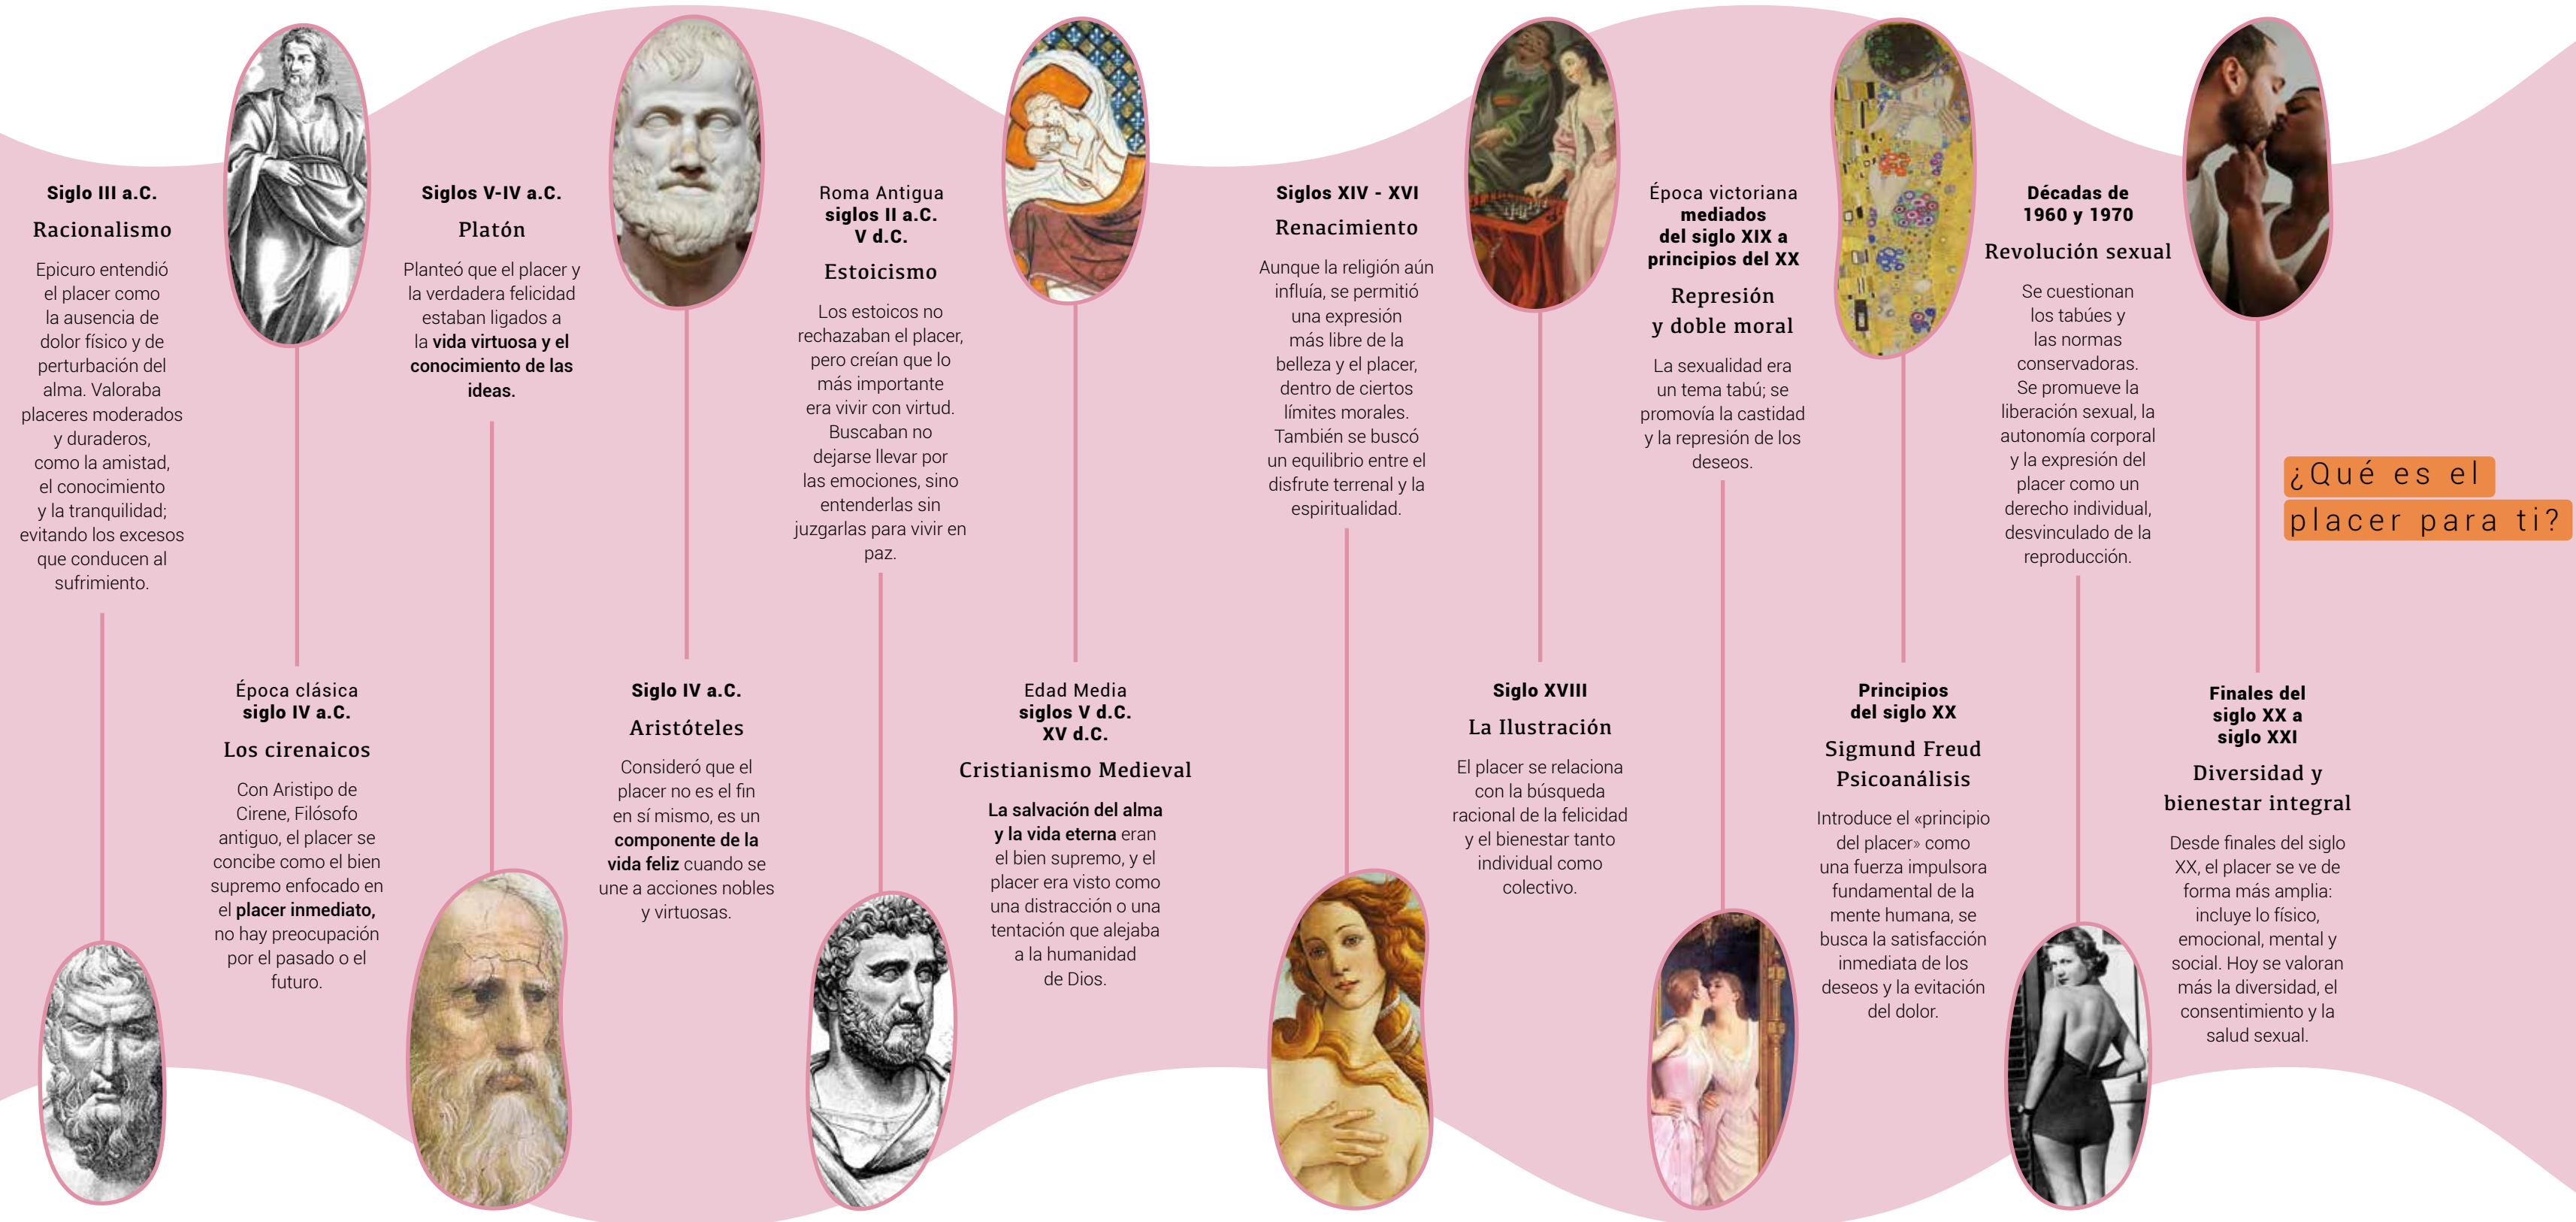 Siglo III a.C.
Racionalismo
Epicuro entendió
el placer como
la ausencia de
dolor físico y de
perturbación del
alma. Valoraba
placeres moderados
y duraderos,
como la amistad,
el conocimiento
y la tranquilidad;
evitando los excesos
que conducen al
sufrimiento.
Época clásica
siglo IV a.C.
Los cirenaicos
Con Aristipo de
Cirene, Filósofo
antiguo, el placer se
concibe como el bien
supremo enfocado en
el placer inmediato,
no hay preocupación
por el pasado o el
futuro.
Siglos V-IV a.C.
Platón
Planteó que el placer y
la verdadera felicidad
estaban ligados a
la vida virtuosa y el
conocimiento de las
ideas.
Siglo IV a.C.
Aristóteles
Consideró que el
placer no es el fin
en sí mismo, es un
componente de la
vida feliz cuando se
une a acciones nobles
y virtuosas.
Roma Antigua
siglos II a.C.
V d.C.
Estoicismo
Los estoicos no
rechazaban el placer,
pero creían que lo
más importante
era vivir con virtud.
Buscaban no
dejarse llevar por
las emociones, sino
entenderlas sin
juzgarlas para vivir en
paz.
Edad Media
siglos V d.C.
XV d.C.
Cristianismo Medieval
La salvación del alma
y la vida eterna eran
el bien supremo, y el
placer era visto como
una distracción o una
tentación que alejaba
a la humanidad
de Dios.
Siglos XIV - XVI
Renacimiento
Aunque la religión aún
influía, se permitió
una expresión
más libre de la
belleza y el placer,
dentro de ciertos
límites morales.
También se buscó
un equilibrio entre el
disfrute terrenal y la
espiritualidad.
Siglo XVIII
La Ilustración
El placer se relaciona
con la búsqueda
racional de la felicidad
y el bienestar tanto
individual como
colectivo.
Época victoriana
mediados
del siglo XIX a
principios del XX
Represión
y doble moral
La sexualidad era
un tema tabú; se
promovía la castidad
y la represión de los
deseos.
Principios
del siglo XX
Sigmund Freud
Psicoanálisis
Introduce el «principio
del placer» como
una fuerza impulsora
fundamental de la
mente humana, se
busca la satisfacción
inmediata de los
deseos y la evitación
del dolor.
Décadas de
1960 y 1970
Revolución sexual
Se cuestionan
los tabúes y
las normas
conservadoras.
Se promueve la
liberación sexual, la
autonomía corporal
y la expresión del
placer como un
derecho individual,
desvinculado de la
reproducción.
Finales del
siglo XX a
siglo XXI
Diversidad y
bienestar integral
Desde finales del siglo
XX, el placer se ve de
forma más amplia:
incluye lo físico,
emocional, mental y
social. Hoy se valoran
más la diversidad, el
consentimiento y la
salud sexual.
¿Qué es el
placer para ti?